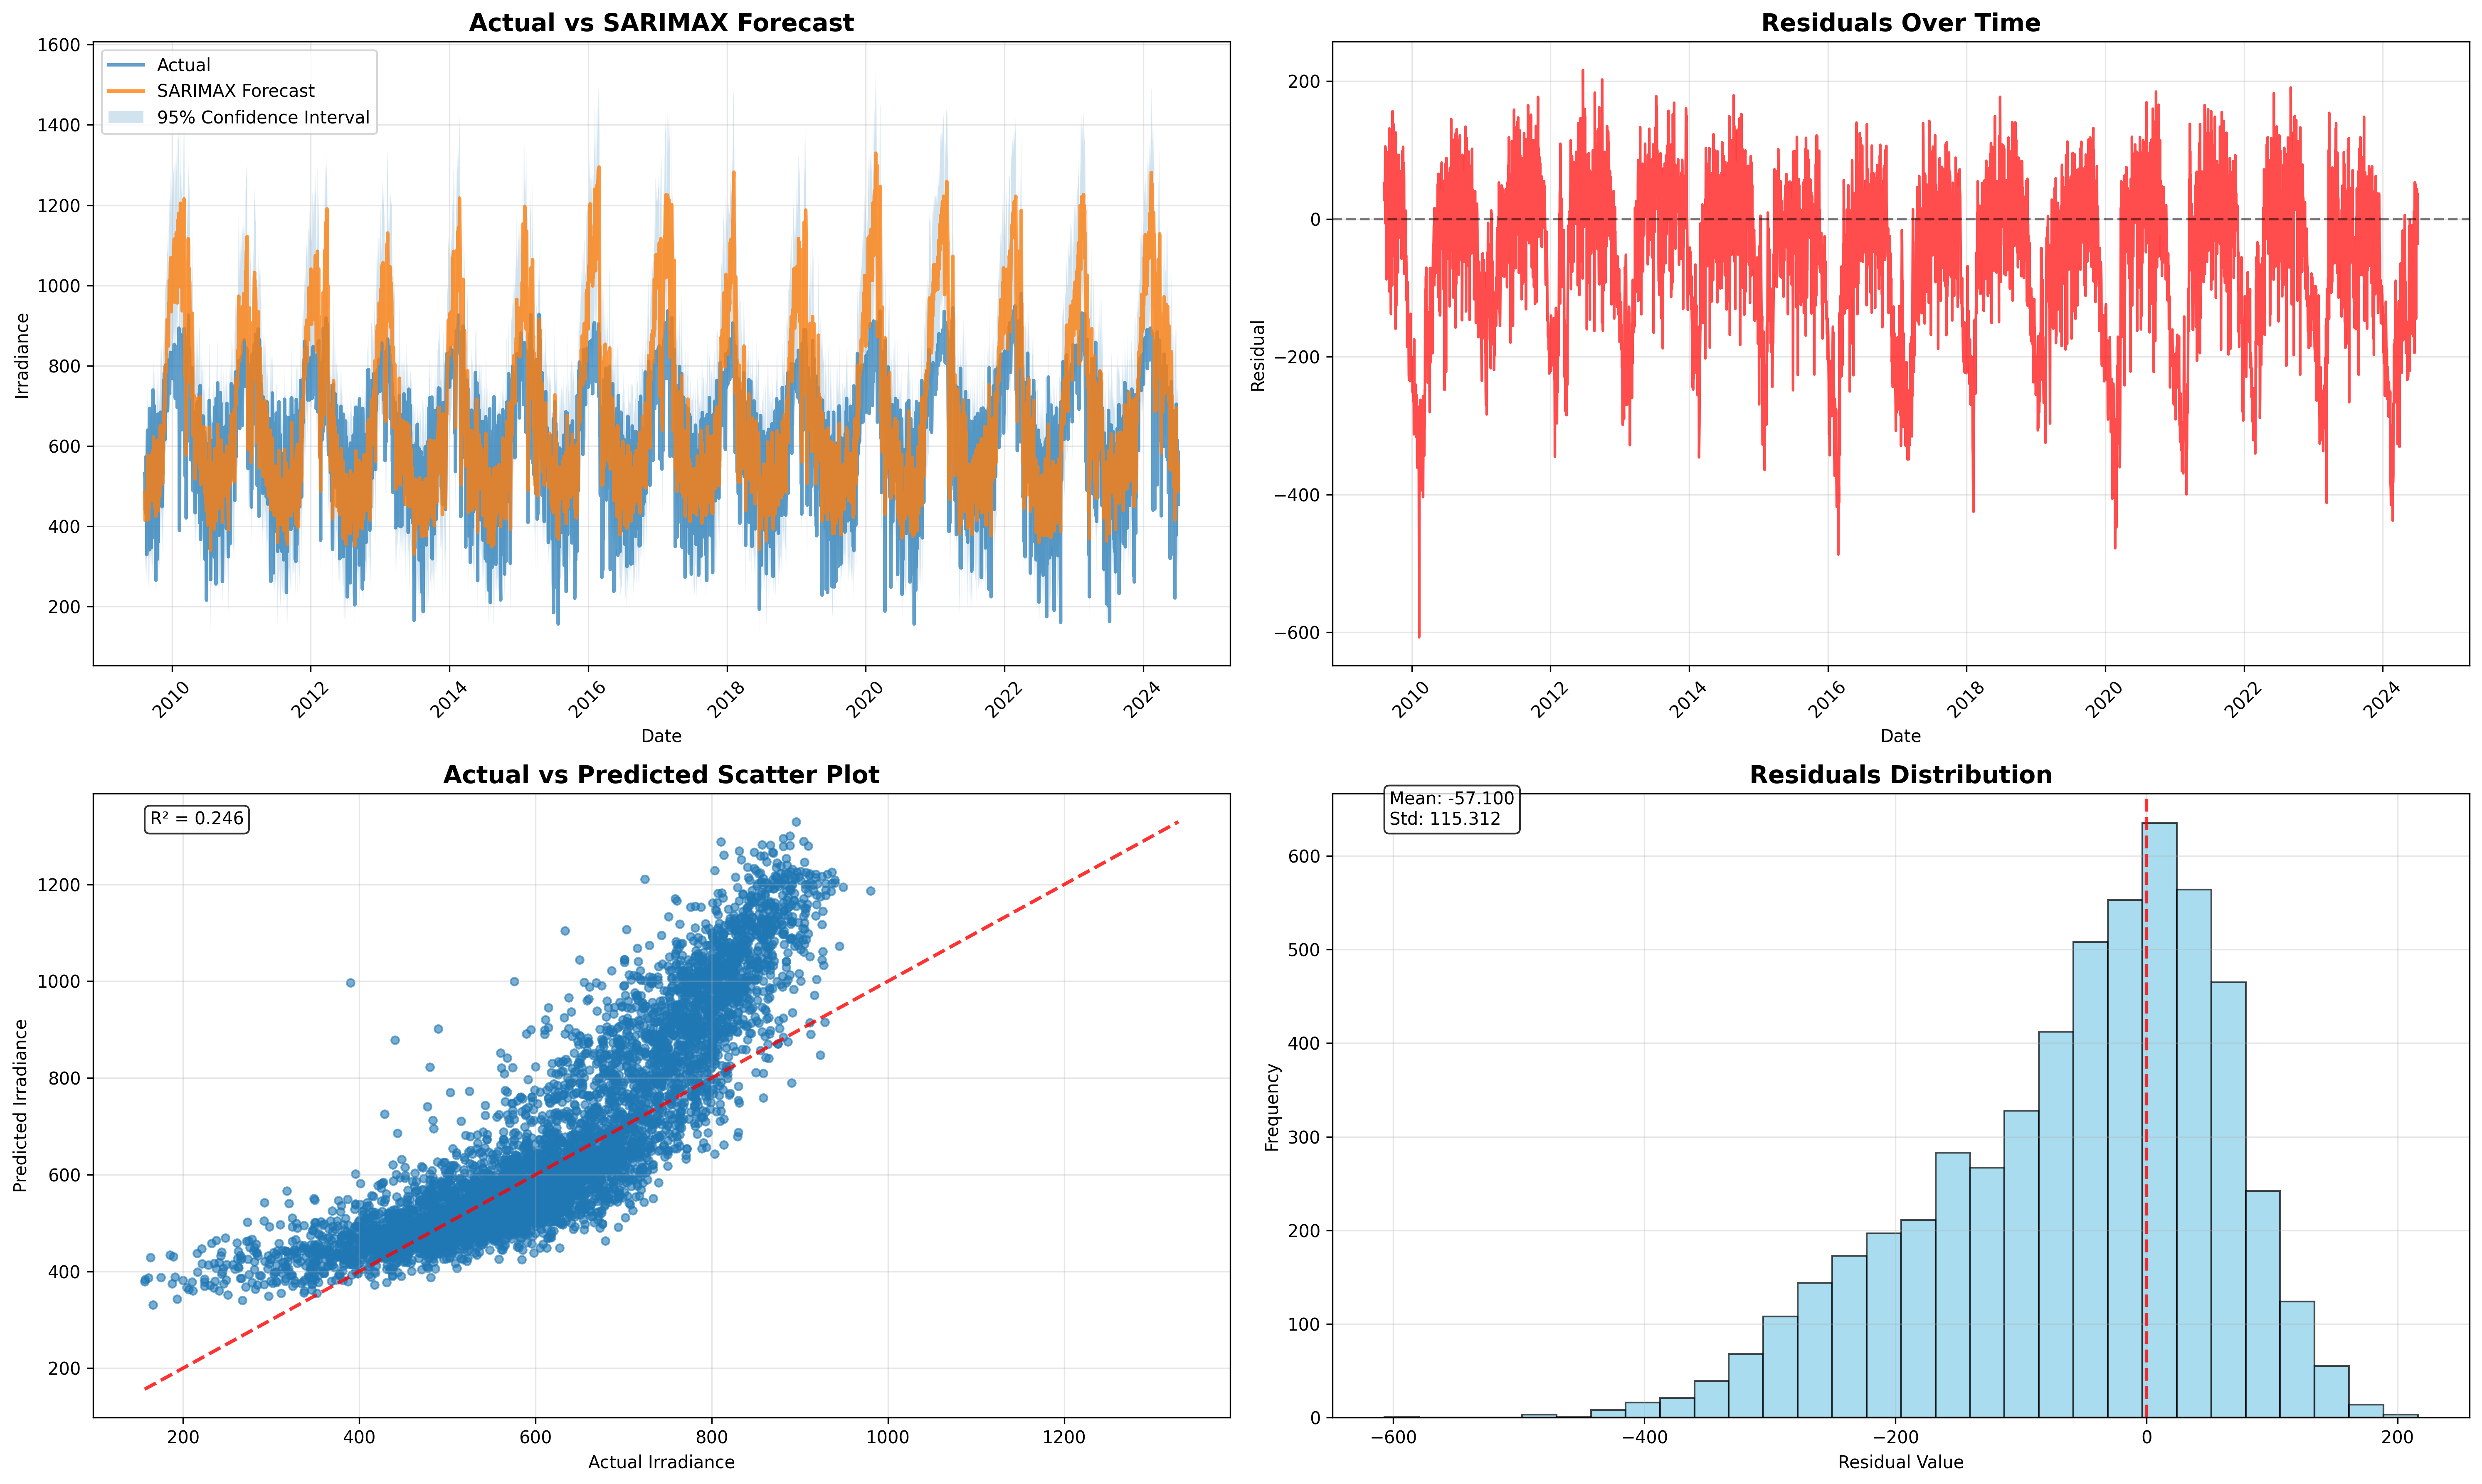 Actual vs SARIMAX Forecast
1600
1400
1200
1000
800
600
400
200
Irradiance
Actual
SARIMAX Forecast
95% Confidence Interval
2010
2012
2014
2016
2018
2020
2022
2024
Date
Residuals Over Time
200
0
−200
−400
−600
Residual
2010
2012
2014
2016
2018
2020
2022
2024
Date
Actual vs Predicted Scatter Plot
R² = 0.246
1200
1000
800
600
400
200
Predicted Irradiance
200
400
600
800
1000
1200
Actual Irradiance
Residuals Distribution
Mean: -57.100
Std: 115.312
600
500
400
300
200
100
0
Frequency
−600
−400
−200
0
200
Residual Value